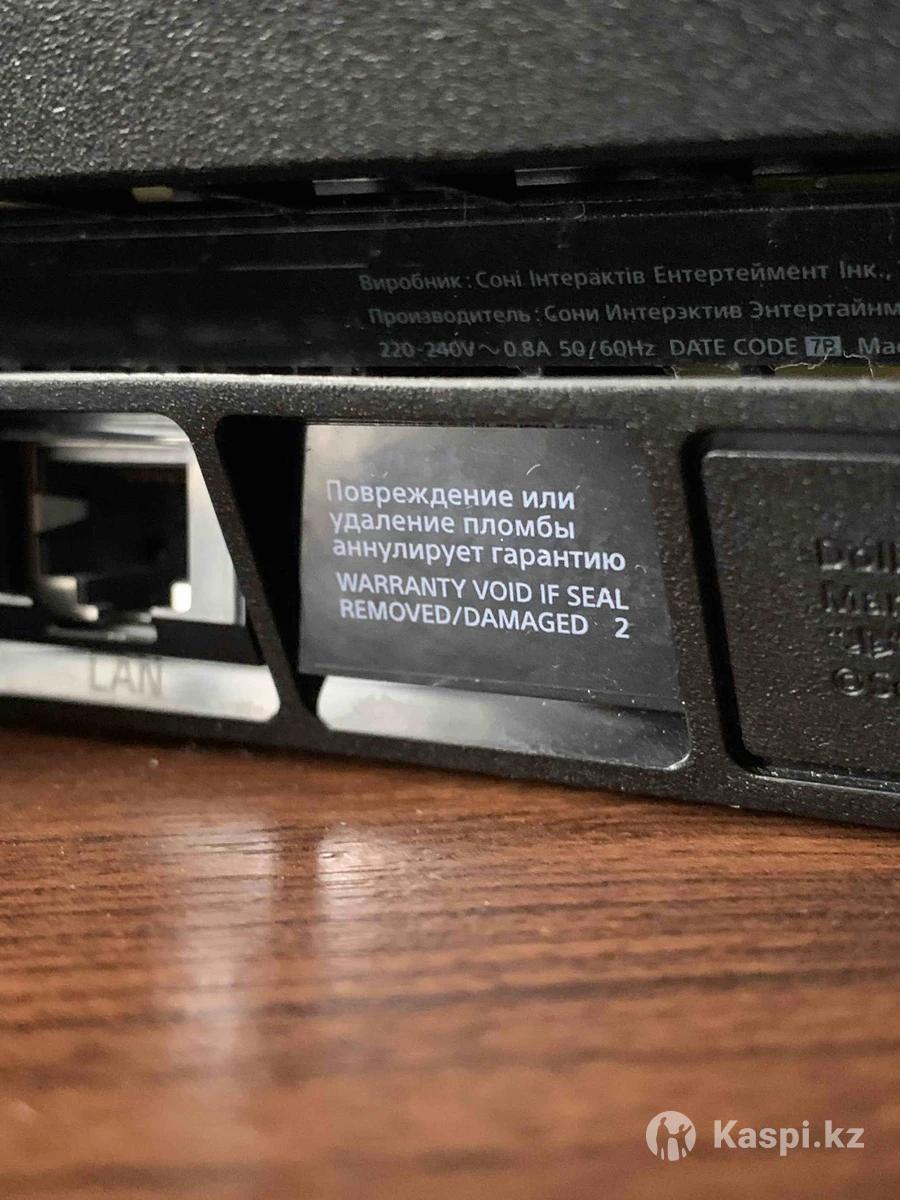 Виробник : Соні Інтерактів Ентертеймент Інк.,
Производитель : Сони Интерэктив Энтертайнм
220-240V~0.8A 50/60Hz DATE CODE 7B, Mad
Повреждение или
удаление пломбы
аннулирует гарантию
WARRANTY VOID IF SEAL
REMOVED/DAMAGED 2
LAN
Kaspi.kz